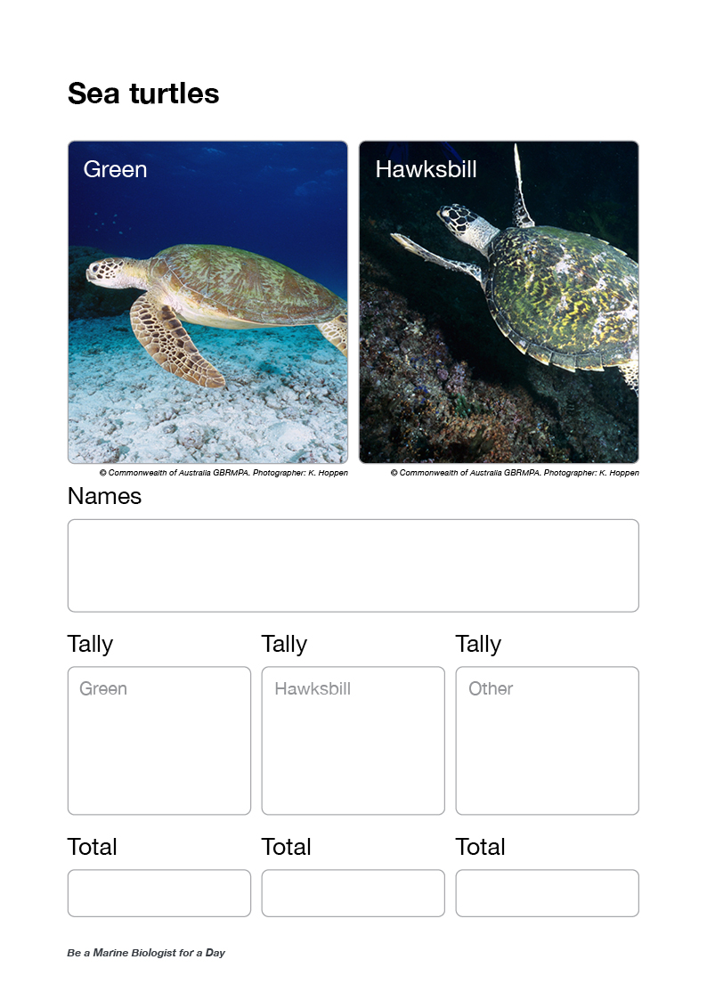 Sea turtles
Green
Hawksbill
© Commonwealth of Australia GBRMPA. Photographer: K. Hoppen
© Commonwealth of Australia GBRMPA. Photographer: K. Hoppen
Names
Tally
Tally
Tally
Green
Hawksbill
Other
Total
Total
Total
Be a Marine Biologist for a Day